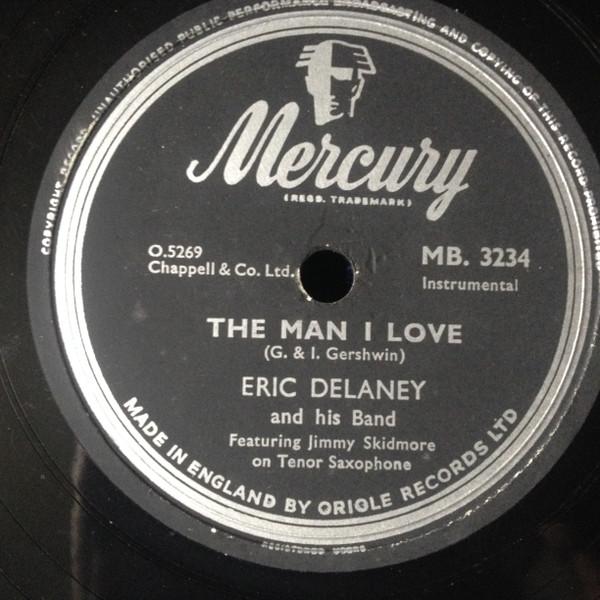 COPYRIGHT RECORD. UNAUTHORISED PUBLIC PERFORMANCE BROADCASTING AND COPYING OF THIS RECORD PROHIBITED
Mercury
(REGD. TRADEMARK)
O.5269
Chappell & Co. Ltd.
MB. 3234
Instrumental
THE MAN I LOVE
(G. & I. Gershwin)
ERIC DELANEY
and his Band
Featuring Jimmy Skidmore
on Tenor Saxophone
MADE IN ENGLAND BY ORIOLE RECORDS LTD
REGISTERED USERS